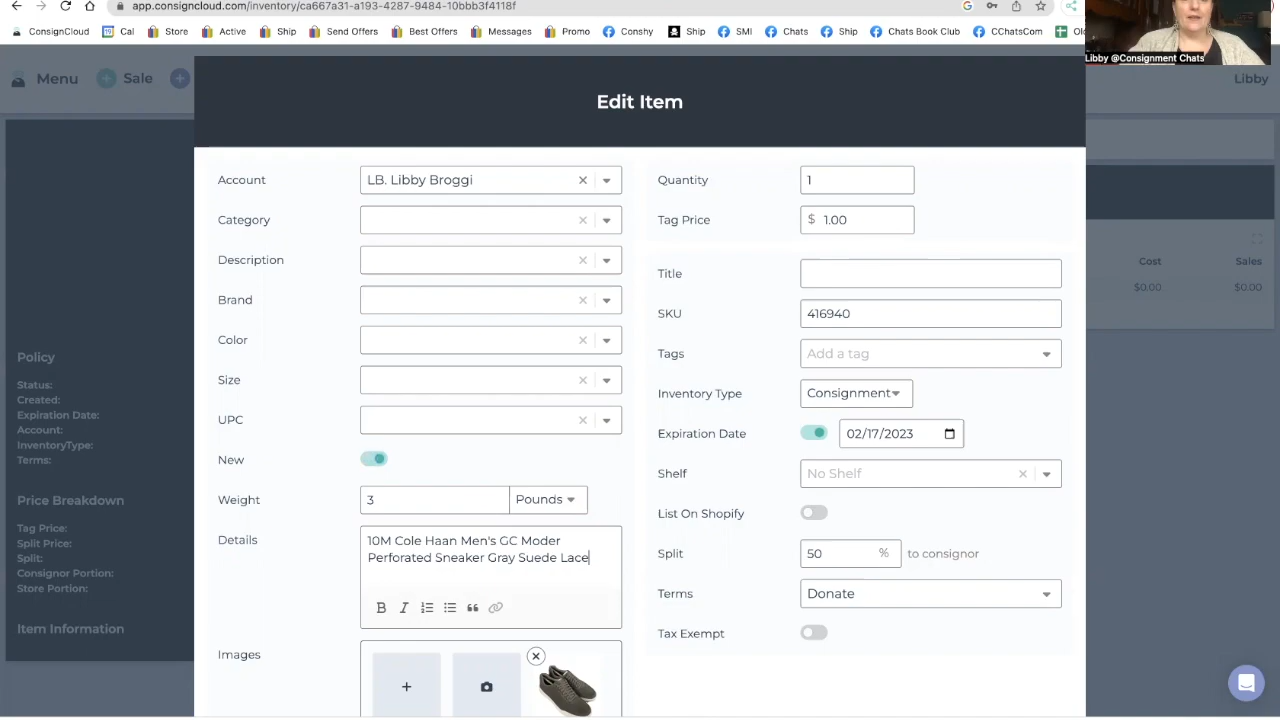 app.consigncloud.com/inventory/ca667a31-a193-4287-9484-10bbb3f4118f
ConsignCloud Cal Store Active Ship Send Offers Best Offers Messages Promo Conshy Ship SMI Chats Ship Chats Book Club CChatsCom Old
Libby @Consignment Chats
Menu Sale
Libby
Edit Item
Account LB. Libby Broggi
Category
Description
Brand
Color
Size
UPC
New
Weight 3 Pounds
Details 10M Cole Haan Men's GC Moder
Perforated Sneaker Gray Suede Lace
B I
Images
Quantity 1
Tag Price $ 1.00
Title
SKU 416940
Tags Add a tag
Inventory Type Consignment
Expiration Date 02/17/2023
Shelf No Shelf
List On Shopify
Split 50 % to consignor
Terms Donate
Tax Exempt
Cost Sales
$0.00 $0.00
Policy
Status:
Created:
Expiration Date:
Account:
InventoryType:
Terms:
Price Breakdown
Tag Price:
Split Price:
Split:
Consignor Portion:
Store Portion:
Item Information